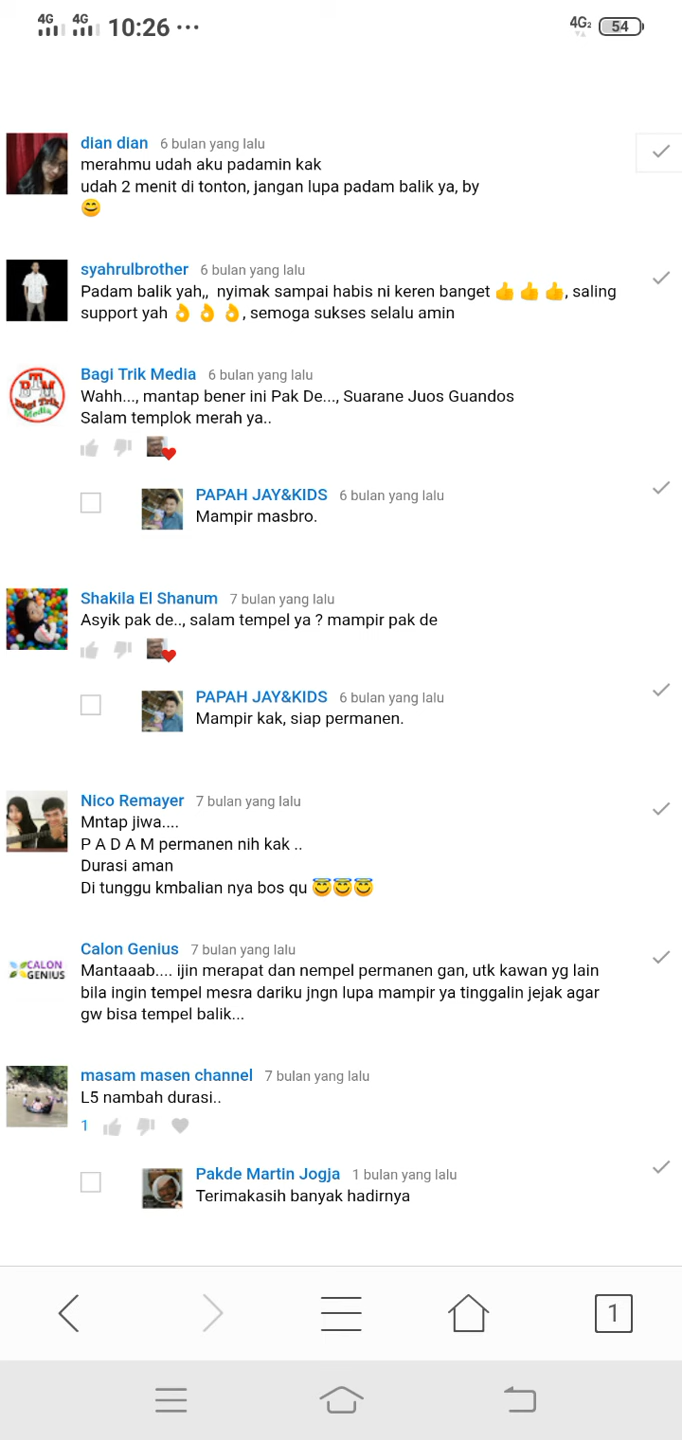 4G 4G 10:26 ... 4G2 54
dian dian 6 bulan yang lalu
merahmu udah aku padamin kak
udah 2 menit di tonton, jangan lupa padam balik ya, by
😊
syahrulbrother 6 bulan yang lalu
Padam balik yah,, nyimak sampai habis ni keren banget 👍 👍 👍, saling
support yah 👌 👌 👌, semoga sukses selalu amin
BTM
Bagi Trik
Media
Bagi Trik Media 6 bulan yang lalu
Wahh..., mantap bener ini Pak De..., Suarane Juos Guandos
Salam templok merah ya..
PAPAH JAY&KIDS 6 bulan yang lalu
Mampir masbro.
Shakila El Shanum 7 bulan yang lalu
Asyik pak de.., salam tempel ya ? mampir pak de
PAPAH JAY&KIDS 6 bulan yang lalu
Mampir kak, siap permanen.
Nico Remayer 7 bulan yang lalu
Mntap jiwa....
P A D A M permanen nih kak ..
Durasi aman
Di tunggu kmbalian nya bos qu 😇😇😇
CALON
GENIUS
Calon Genius 7 bulan yang lalu
Mantaaab.... ijin merapat dan nempel permanen gan, utk kawan yg lain
bila ingin tempel mesra dariku jngn lupa mampir ya tinggalin jejak agar
gw bisa tempel balik...
masam masen channel 7 bulan yang lalu
L5 nambah durasi..
1
Pakde Martin Jogja 1 bulan yang lalu
Terimakasih banyak hadirnya
1